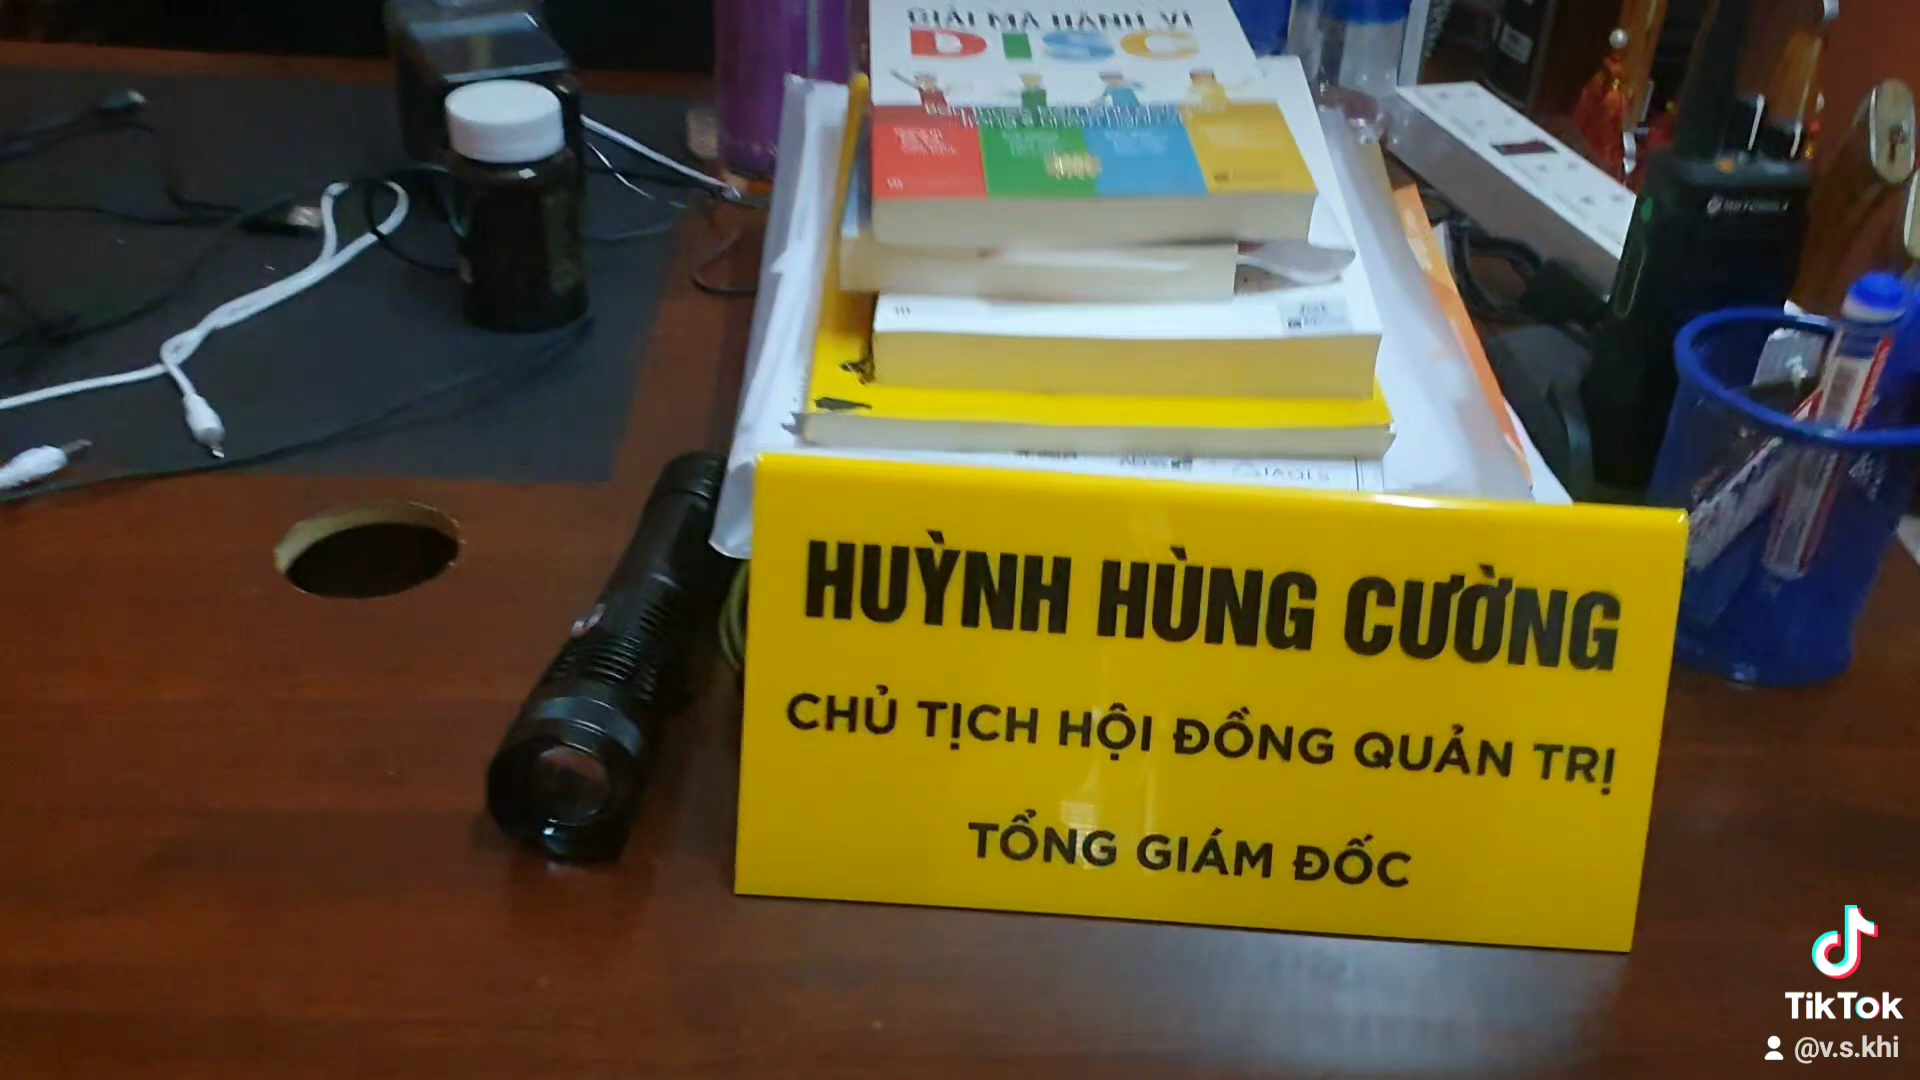 GIẢI MÃ HÀNH VI
DISC
HUỲNH HÙNG CƯỜNG
CHỦ TỊCH HỘI ĐỒNG QUẢN TRỊ
TỔNG GIÁM ĐỐC
TikTok
@v.s.khi